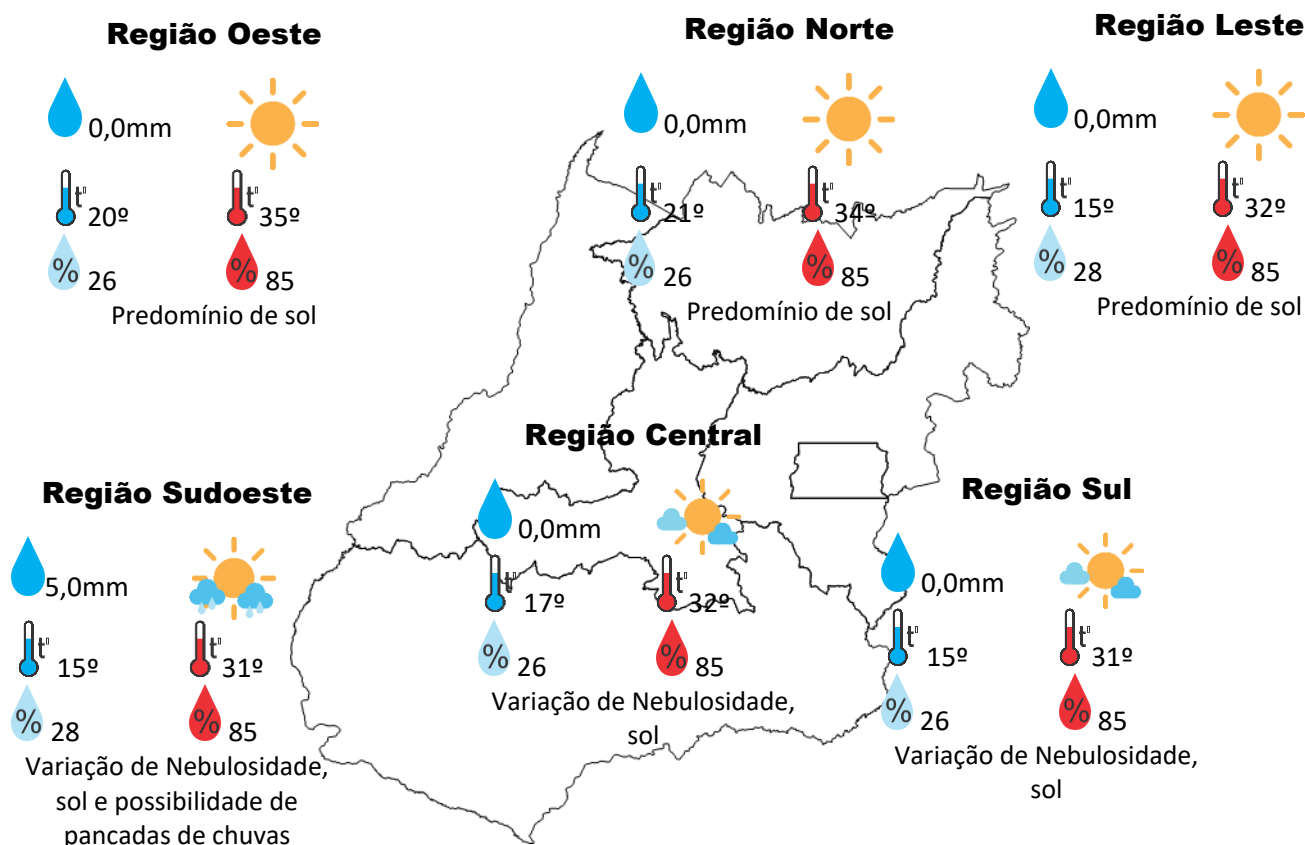 Região Oeste
0,0mm
t°
20º
35º
%
26
%
85
Predomínio de sol
Região Norte
0,0mm
t°
21º
t°
34º
%
26
%
85
Predomínio de sol
Região Leste
0,0mm
t°
15º
t°
32º
%
28
%
85
Predomínio de sol
Região Sudoeste
5,0mm
t°
15º
t°
31º
%
28
%
85
Variação de Nebulosidade,
sol e possibilidade de
pancadas de chuvas
Região Central
0,0mm
t°
17º
t°
32º
%
26
%
85
Variação de Nebulosidade,
sol
Região Sul
0,0mm
t°
15º
t°
31º
%
26
%
85
Variação de Nebulosidade,
sol